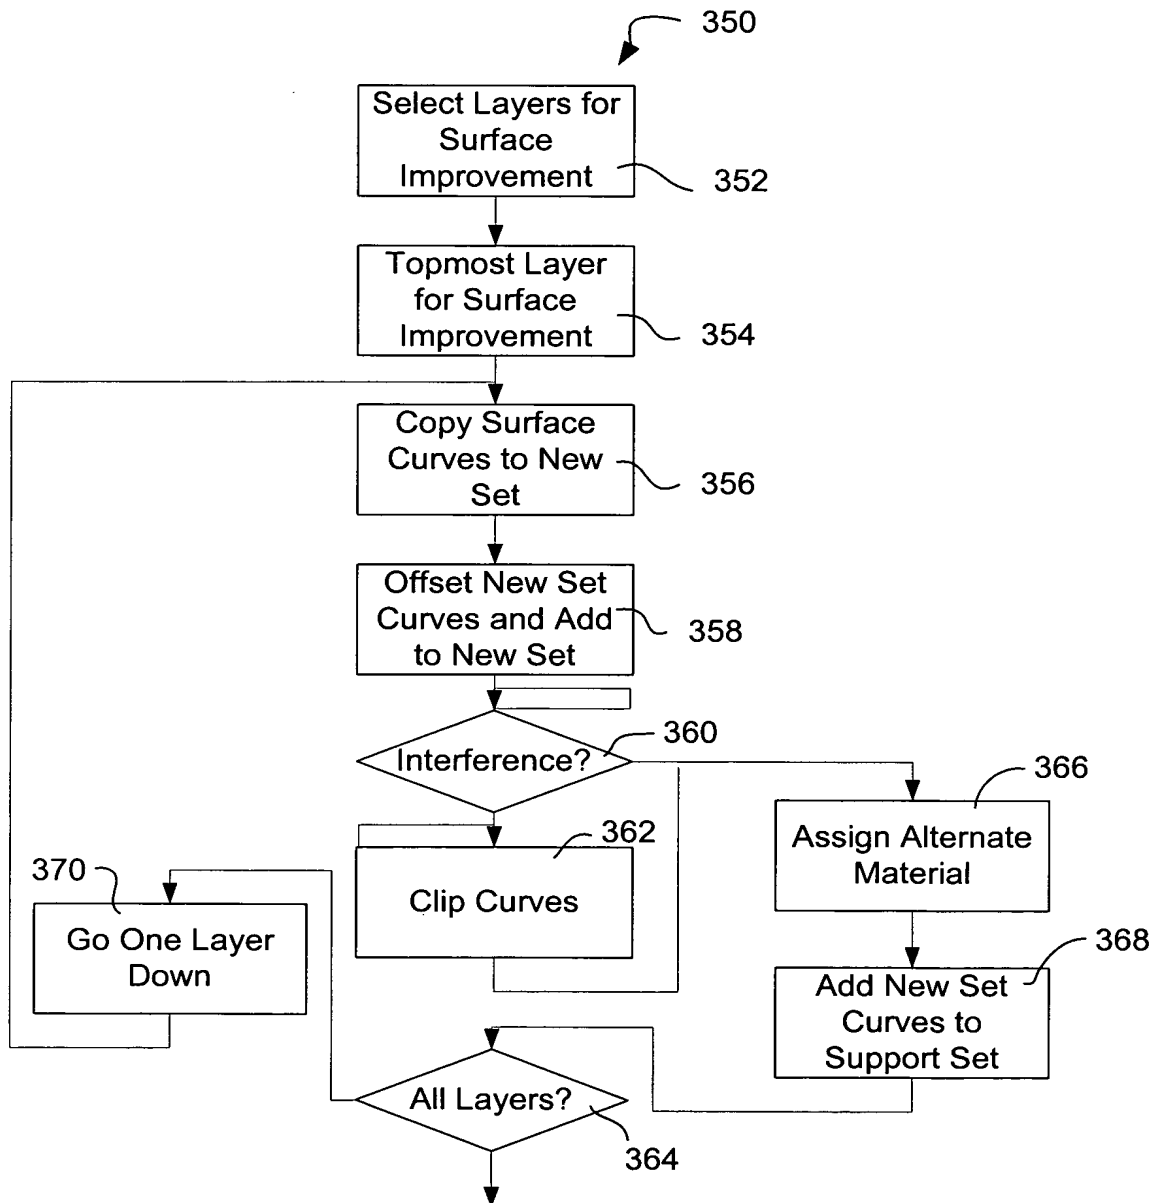 350
Select Layers for
Surface
Improvement
352
Topmost Layer
for Surface
Improvement
354
Copy Surface
Curves to New
Set
356
Offset New Set
Curves and Add
to New Set
358
Interference?
360
366
Assign Alternate
Material
362
Clip Curves
370
Go One Layer
Down
368
Add New Set
Curves to
Support Set
All Layers?
364